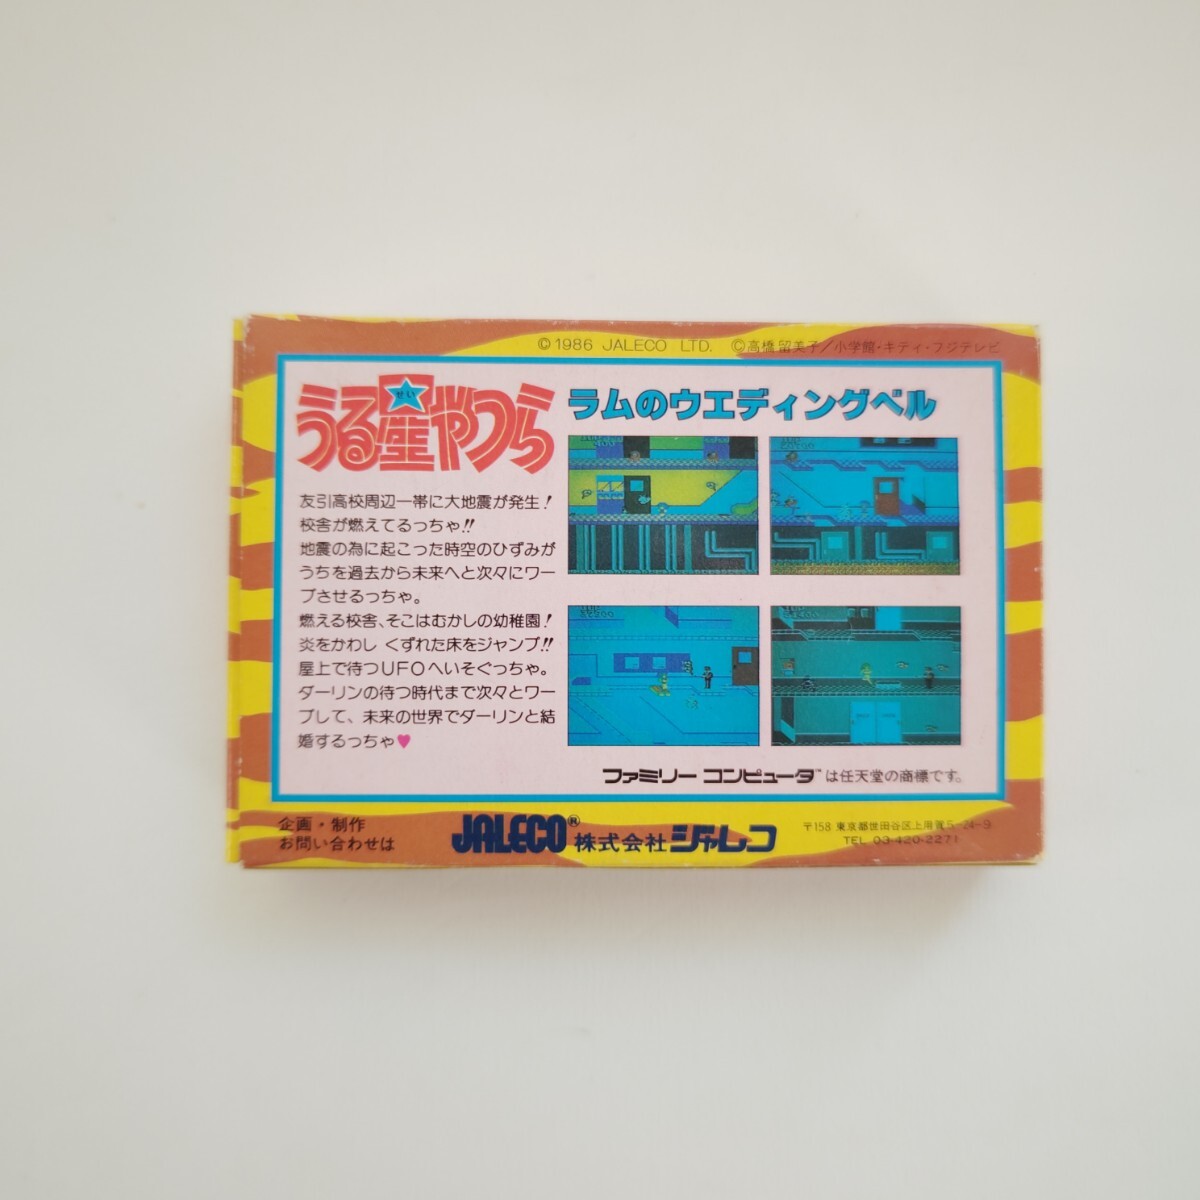 ©1986 JALECO LTD. ©高橋留美子/小学館・キティ・フジテレビ
うる星やつら
せい
ラムのウエディングベル
友引高校周辺一帯に大地震が発生!
校舎が燃えてるっちゃ!!
地震の為に起こった時空のひずみが
うちを過去から未来へと次々にワー
プさせるっちゃ。
燃える校舎、そこはむかしの幼稚園!
炎をかわし くずれた床をジャンプ!!
屋上で待つUFOへいそぐっちゃ。
ダーリンの待つ時代まで次々とワー
プして、未来の世界でダーリンと結
婚するっちゃ♥
ファミリー コンピュータ™は任天堂の商標です。
企画・制作
お問い合わせは
JALECO® 株式会社 ジャレコ
〒158 東京都世田谷区上用賀5-24-9
TEL 03-420-2271